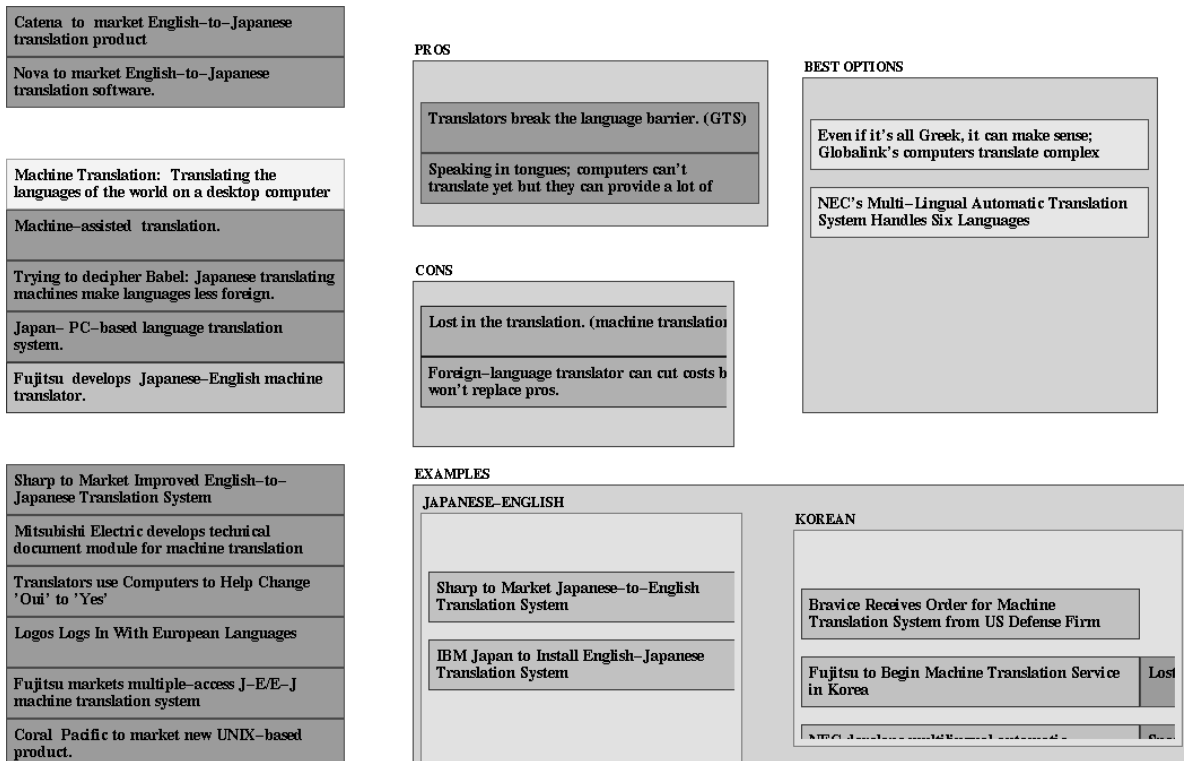 Catena to market English-to-Japanese
translation product
Nova to market English-to-Japanese
translation software.
Machine Translation: Translating the
languages of the world on a desktop computer
Machine-assisted translation.
Trying to decipher Babel: Japanese translating
machines make languages less foreign.
Japan- PC-based language translation
system.
Fujitsu develops Japanese-English machine
translator.
Sharp to Market Improved English-to-
Japanese Translation System
Mitsubishi Electric develops technical
document module for machine translation
Translators use Computers to Help Change
'Oui' to 'Yes'
Logos Logs In With European Languages
Fujitsu markets multiple-access J-E/E-J
machine translation system
Coral Pacific to market new UNIX-based
product.
PROS
Translators break the language barrier. (GTS)
Speaking in tongues; computers can't
translate yet but they can provide a lot of
CONS
Lost in the translation. (machine translation
Foreign-language translator can cut costs b
won't replace pros.
BEST OPTIONS
Even if it's all Greek, it can make sense;
Globalink's computers translate complex
NEC's Multi-Lingual Automatic Translation
System Handles Six Languages
EXAMPLES
JAPANESE-ENGLISH
Sharp to Market Japanese-to-English
Translation System
IBM Japan to Install English-Japanese
Translation System
KOREAN
Bravice Receives Order for Machine
Translation System from US Defense Firm
Fujitsu to Begin Machine Translation Service
in Korea
Lost
NEC develops multilingual automatic